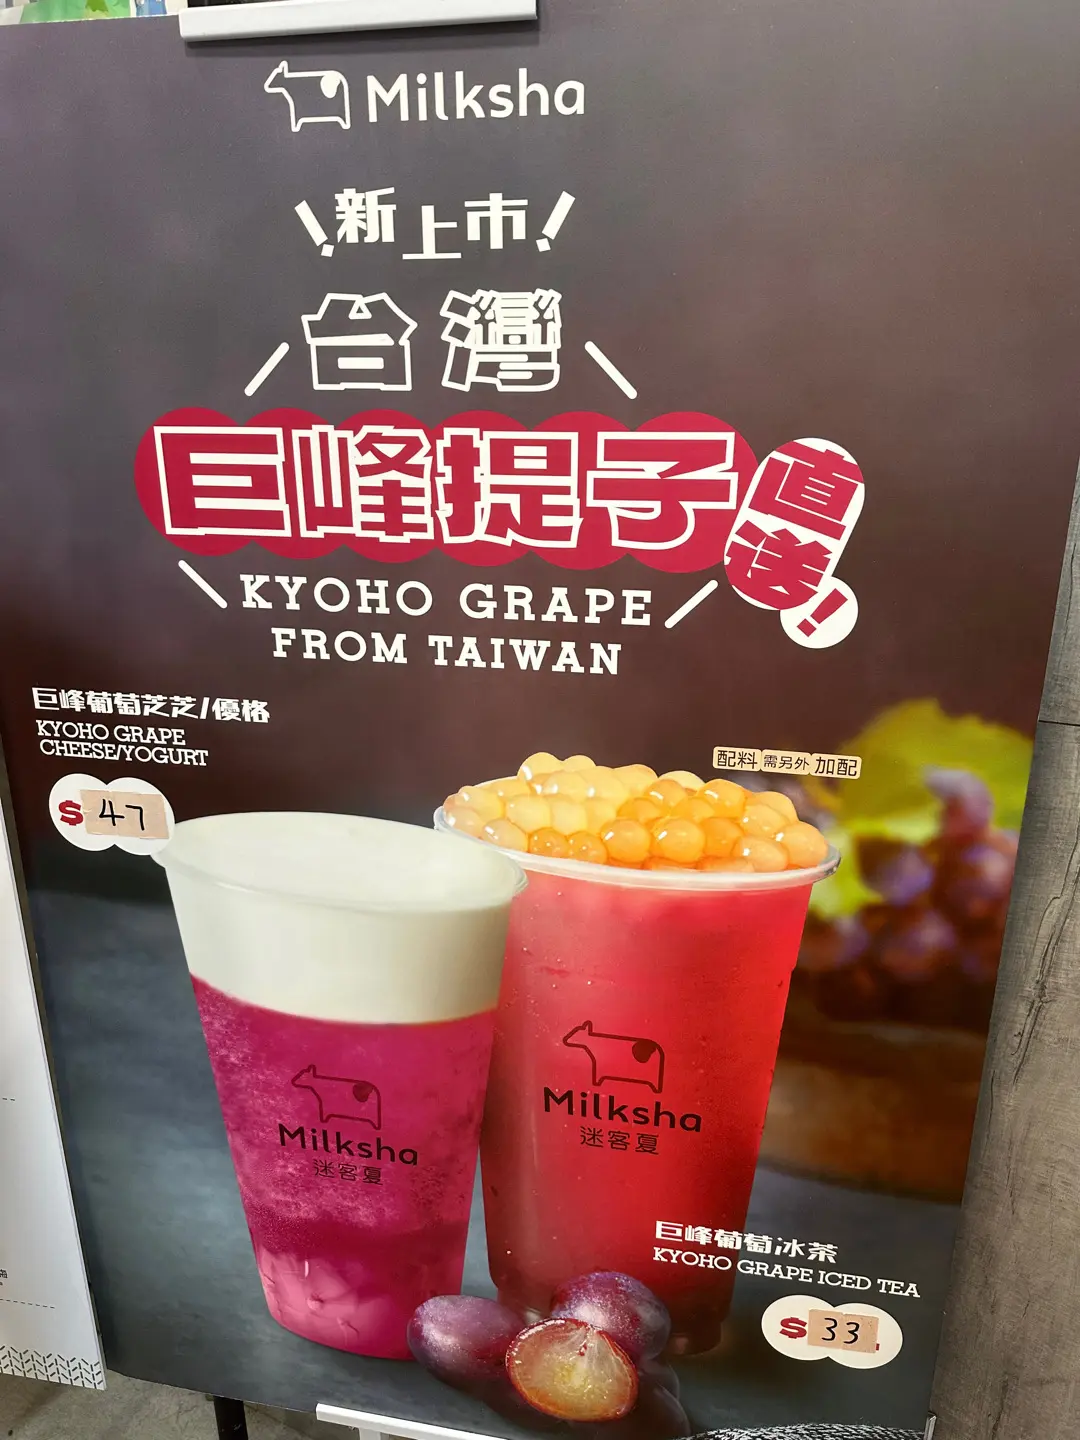 Milksha
新上市!
台灣
巨峰提子
直送!
KYOHO GRAPE
FROM TAIWAN
巨峰葡萄芝芝/優格
KYOHO GRAPE
CHEESE/YOGURT
$ 47
配料需另外加配
Milksha
迷客夏
Milksha
迷客夏
巨峰葡萄冰茶
KYOHO GRAPE ICED TEA
$ 33